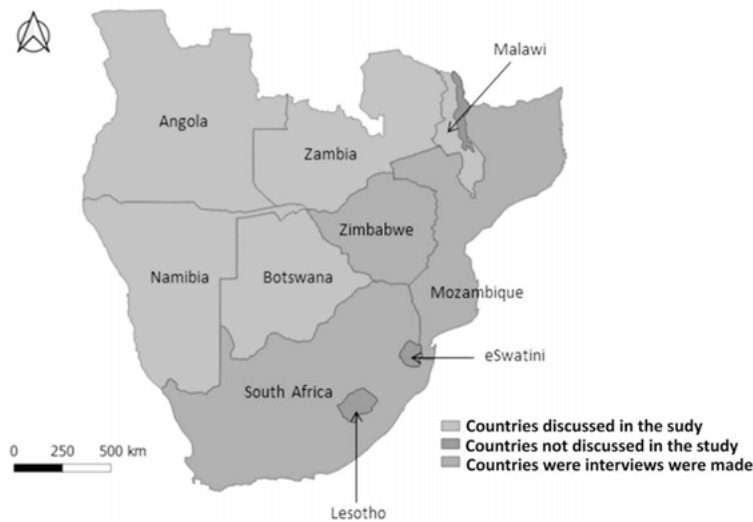 Malawi
Angola
Zambia
Zimbabwe
Namibia
Botswana
Mozambique
eSwatini
South Africa
Countries discussed in the sudy
0 250 500 km
Countries not discussed in the study
Countries were interviews were made
Lesotho